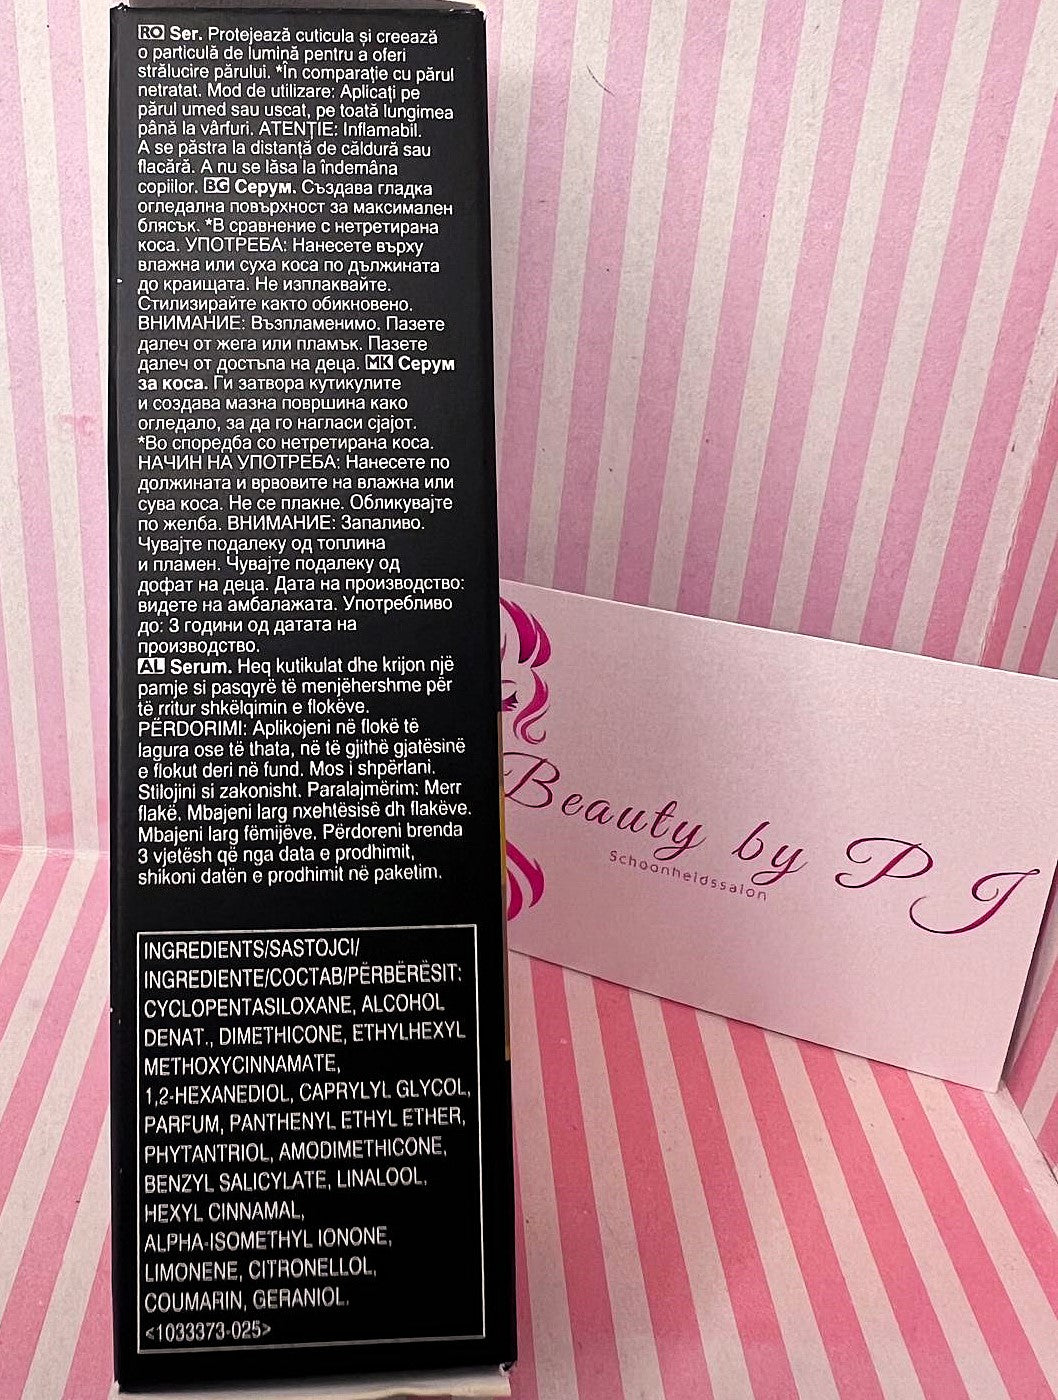 RO Ser. Protejează cuticula și creează
o particulă de lumină pentru a oferi
strălucire părului. *În comparație cu părul
netratat. Mod de utilizare: Aplicați pe
părul umed sau uscat, pe toată lungimea
până la vârfuri. ATENȚIE: Inflamabil.
A se păstra la distanță de căldură sau
flacără. A nu se lăsa la îndemâna
copiilor. BG Серум. Създава гладка
огледална повърхност за максимален
блясък. *В сравнение с нетретирана
коса. УПОТРЕБА: Нанесете върху
влажна или суха коса по дължината
до краищата. Не изплаквайте.
Стилизирайте както обикновено.
ВНИМАНИЕ: Възпламенимо. Пазете
далеч от жега или пламък. Пазете
далеч от достъпа на деца. MK Серум
за коса. Ги затвора кутикулите
и создава мазна површина како
огледало, за да го нагласи сјајот.
*Во споредба со нетретирана коса.
НАЧИН НА УПОТРЕБА: Нанесете по
должината и врвовите на влажна или
сува коса. Не се плакне. Обликувајте
по желба. ВНИМАНИЕ: Запаливо.
Чувајте подалеку од топлина
и пламен. Чувајте подалеку од
дофат на деца. Дата на производство:
видете на амбалажата. Употребливо
до: 3 години од датата на
производство.
AL Serum. Heq kutikulat dhe krijon një
pamje si pasqyrë të menjëhershme për
të rritur shkëlqimin e flokëve.
PËRDORIMI: Aplikojeni në flokë të
lagura ose të thata, në të gjithë gjatësinë
e flokut deri në fund. Mos i shpërlani.
Stilojini si zakonisht. Paralajmërim: Merr
flakë. Mbajeni larg nxehtësisë dh flakëve.
Mbajeni larg fëmijëve. Përdoreni brenda
3 vjetësh që nga data e prodhimit,
shikoni datën e prodhimit në paketim.
INGREDIENTS/SASTOJCI/
INGREDIENTE/СОСТАВ/PËRBËRËSIT:
CYCLOPENTASILOXANE, ALCOHOL
DENAT., DIMETHICONE, ETHYLHEXYL
METHOXYCINNAMATE,
1,2-HEXANEDIOL, CAPRYLYL GLYCOL,
PARFUM, PANTHENYL ETHYL ETHER,
PHYTANTRIOL, AMODIMETHICONE,
BENZYL SALICYLATE, LINALOOL,
HEXYL CINNAMAL,
ALPHA-ISOMETHYL IONONE,
LIMONENE, CITRONELLOL,
COUMARIN, GERANIOL.
<1033373-025>
Beauty by PJ
Schoonheidssalon